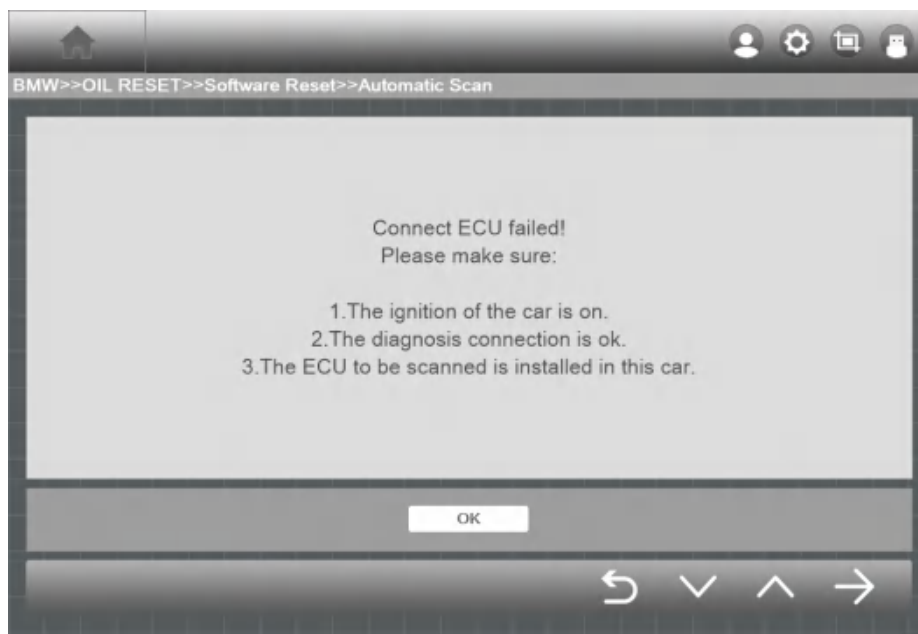 BMW>>OIL RESET>>Software Reset>>Automatic Scan
Connect ECU failed!
Please make sure:
1.The ignition of the car is on.
2.The diagnosis connection is ok.
3.The ECU to be scanned is installed in this car.
OK